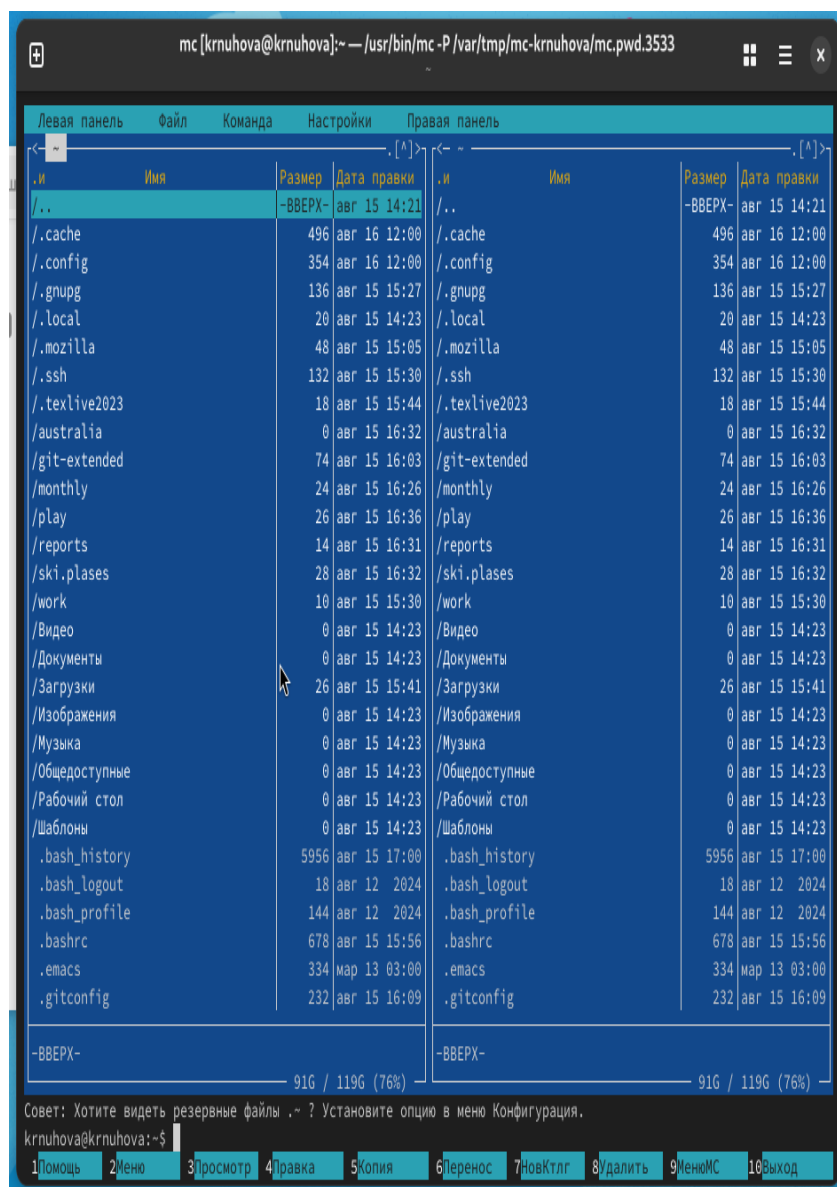 mc [krnuhova@krnuhova]:~ — /usr/bin/mc -P /var/tmp/mc-krnuhova/mc.pwd.3533
~
Левая панель Файл Команда Настройки Правая панель
<— ~ .[^]> <— ~ .[^]>
.и Имя Размер Дата правки .и Имя Размер Дата правки
/.. -ВВЕРХ- авг 15 14:21 /.. -ВВЕРХ- авг 15 14:21
/.cache 496 авг 16 12:00 /.cache 496 авг 16 12:00
/.config 354 авг 16 12:00 /.config 354 авг 16 12:00
/.gnupg 136 авг 15 15:27 /.gnupg 136 авг 15 15:27
/.local 20 авг 15 14:23 /.local 20 авг 15 14:23
/.mozilla 48 авг 15 15:05 /.mozilla 48 авг 15 15:05
/.ssh 132 авг 15 15:30 /.ssh 132 авг 15 15:30
/.texlive2023 18 авг 15 15:44 /.texlive2023 18 авг 15 15:44
/australia 0 авг 15 16:32 /australia 0 авг 15 16:32
/git-extended 74 авг 15 16:03 /git-extended 74 авг 15 16:03
/monthly 24 авг 15 16:26 /monthly 24 авг 15 16:26
/play 26 авг 15 16:36 /play 26 авг 15 16:36
/reports 14 авг 15 16:31 /reports 14 авг 15 16:31
/ski.plases 28 авг 15 16:32 /ski.plases 28 авг 15 16:32
/work 10 авг 15 15:30 /work 10 авг 15 15:30
/Видео 0 авг 15 14:23 /Видео 0 авг 15 14:23
/Документы 0 авг 15 14:23 /Документы 0 авг 15 14:23
/Загрузки 26 авг 15 15:41 /Загрузки 26 авг 15 15:41
/Изображения 0 авг 15 14:23 /Изображения 0 авг 15 14:23
/Музыка 0 авг 15 14:23 /Музыка 0 авг 15 14:23
/Общедоступные 0 авг 15 14:23 /Общедоступные 0 авг 15 14:23
/Рабочий стол 0 авг 15 14:23 /Рабочий стол 0 авг 15 14:23
/Шаблоны 0 авг 15 14:23 /Шаблоны 0 авг 15 14:23
.bash_history 5956 авг 15 17:00 .bash_history 5956 авг 15 17:00
.bash_logout 18 авг 12 2024 .bash_logout 18 авг 12 2024
.bash_profile 144 авг 12 2024 .bash_profile 144 авг 12 2024
.bashrc 678 авг 15 15:56 .bashrc 678 авг 15 15:56
.emacs 334 мар 13 03:00 .emacs 334 мар 13 03:00
.gitconfig 232 авг 15 16:09 .gitconfig 232 авг 15 16:09
-ВВЕРХ- -ВВЕРХ-
91G / 119G (76%) 91G / 119G (76%)
Совет: Хотите видеть резервные файлы .~ ? Установите опцию в меню Конфигурация.
krnuhova@krnuhova:~$
1Помощь 2Меню 3Просмотр 4Правка 5Копия 6Перенос 7НовКтлг 8Удалить 9МенюMC 10Выход